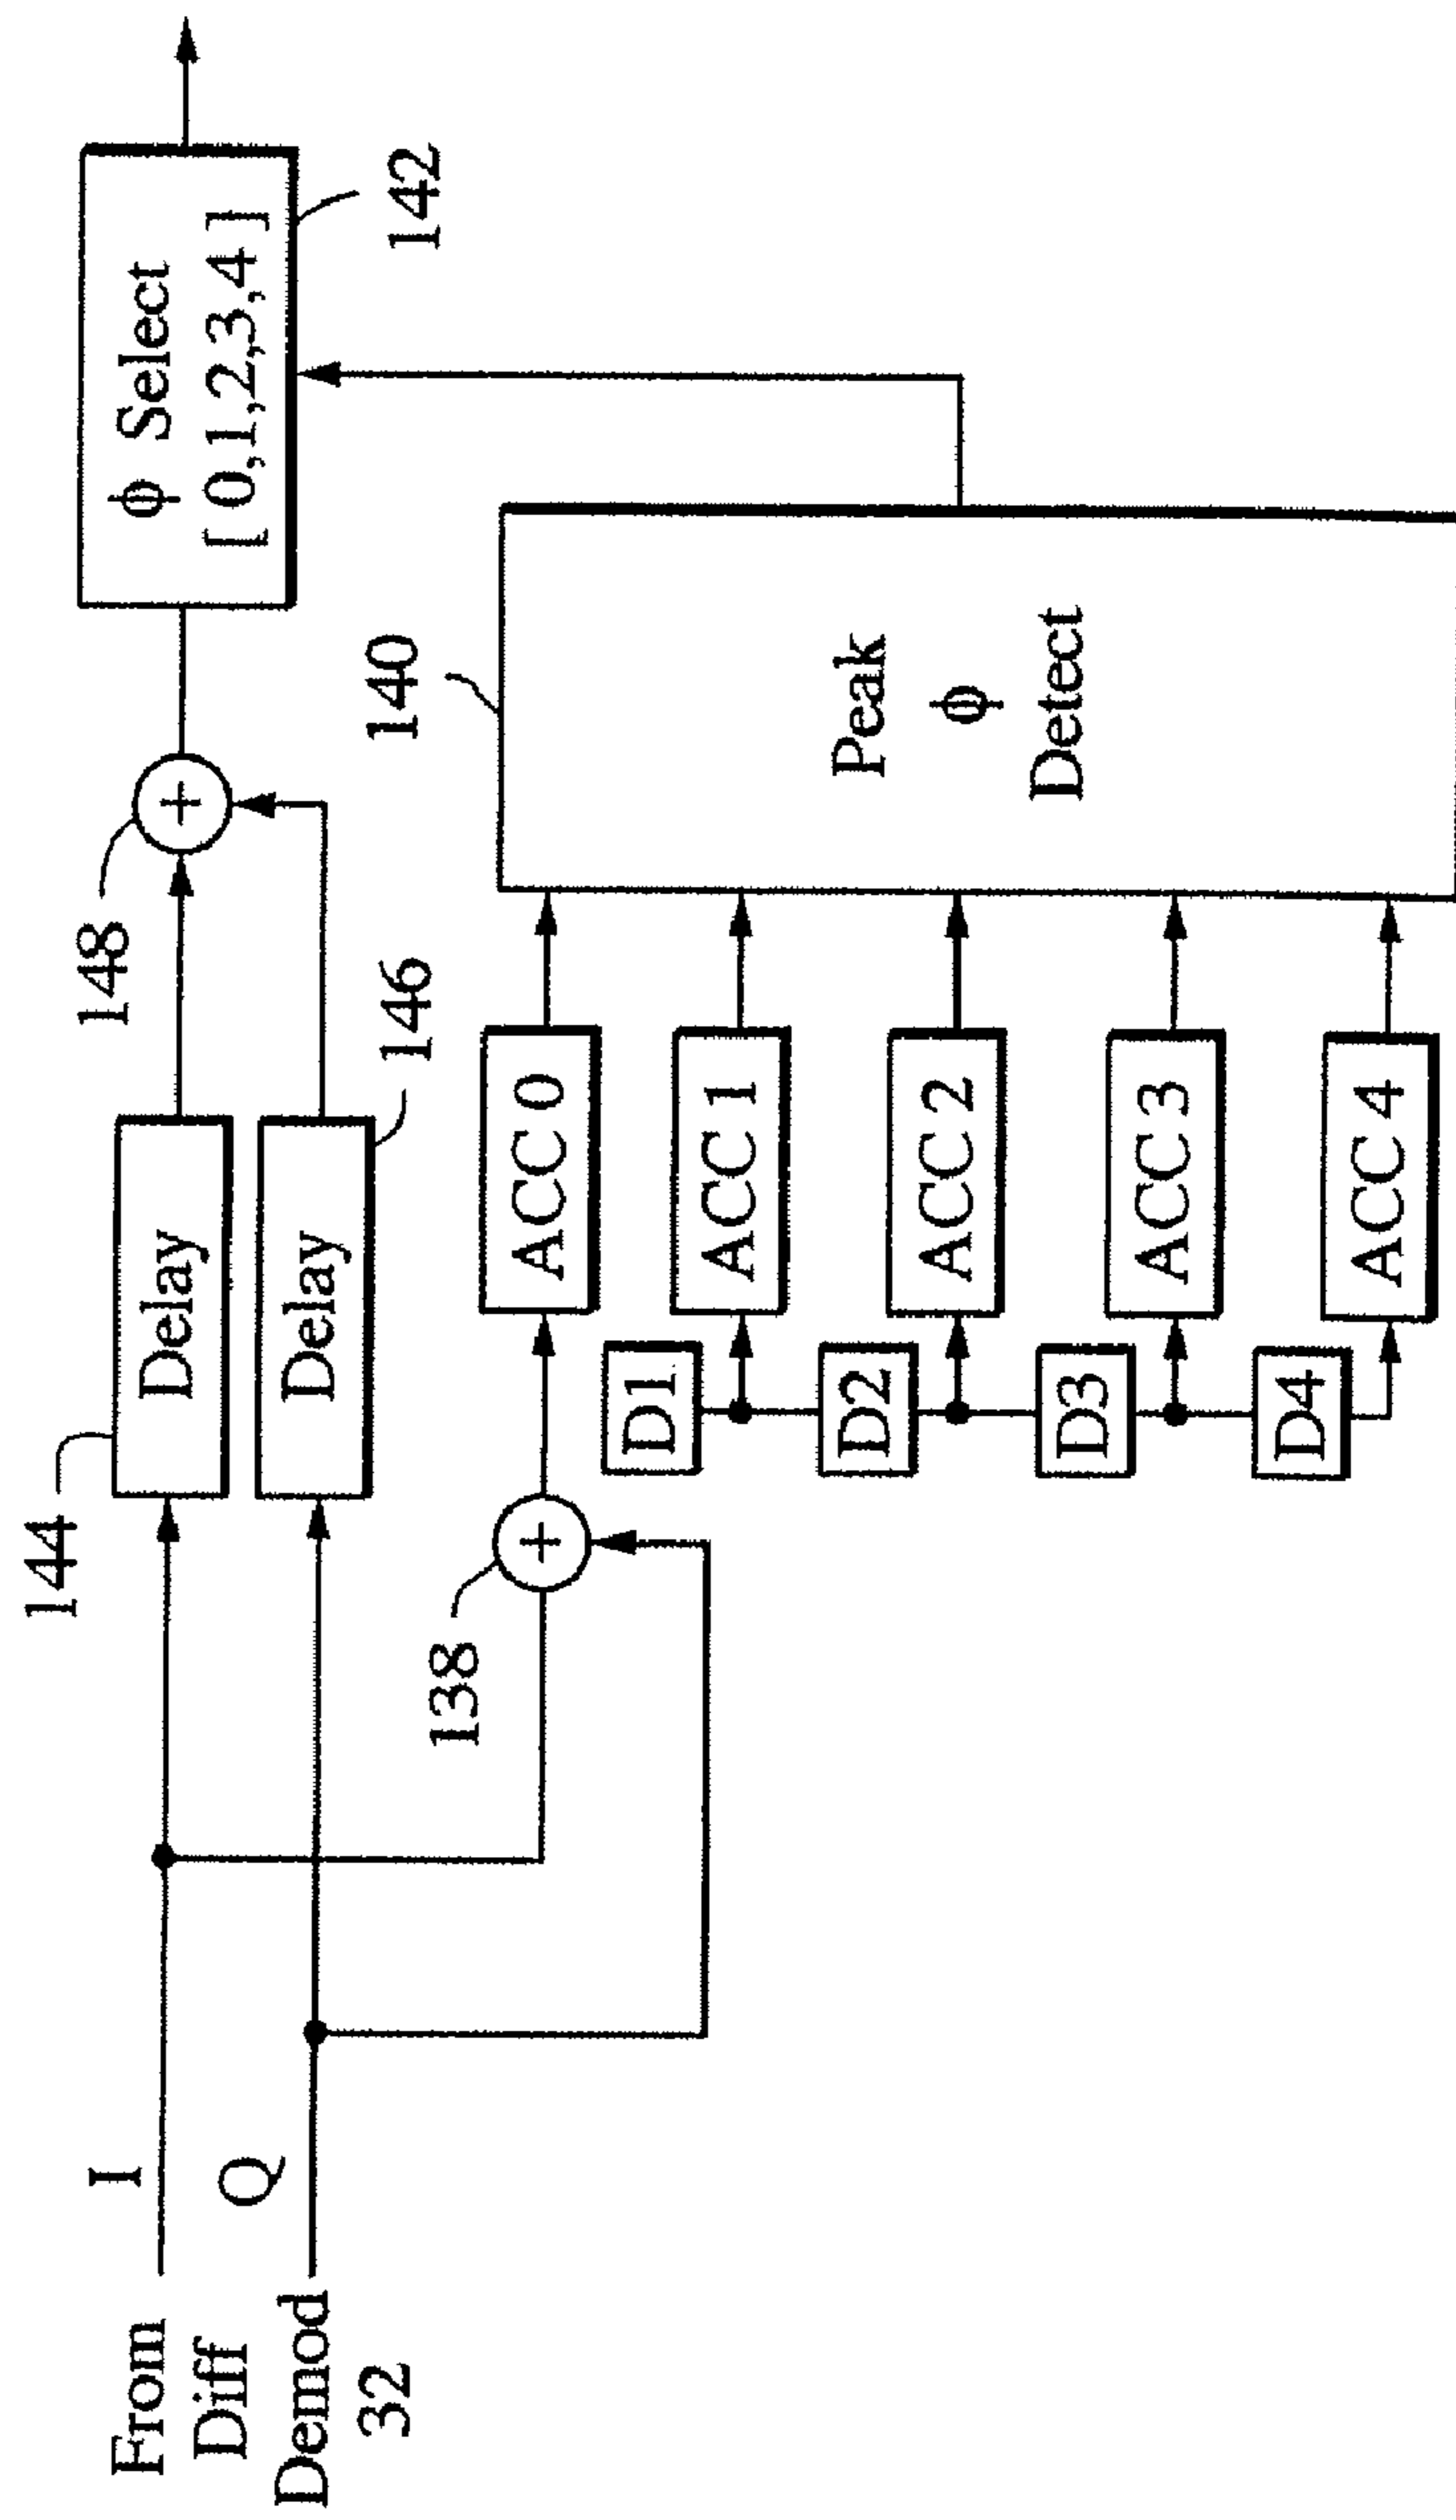 From
Diff
Demod
32
I
Q
144
Delay
Delay
146
148
+
ϕ Select
[ 0,1,2,3,4 ]
142
138
+
ACC 0
D1
ACC 1
D2
ACC 2
D3
ACC 3
D4
ACC 4
140
Peak
ϕ
Detect